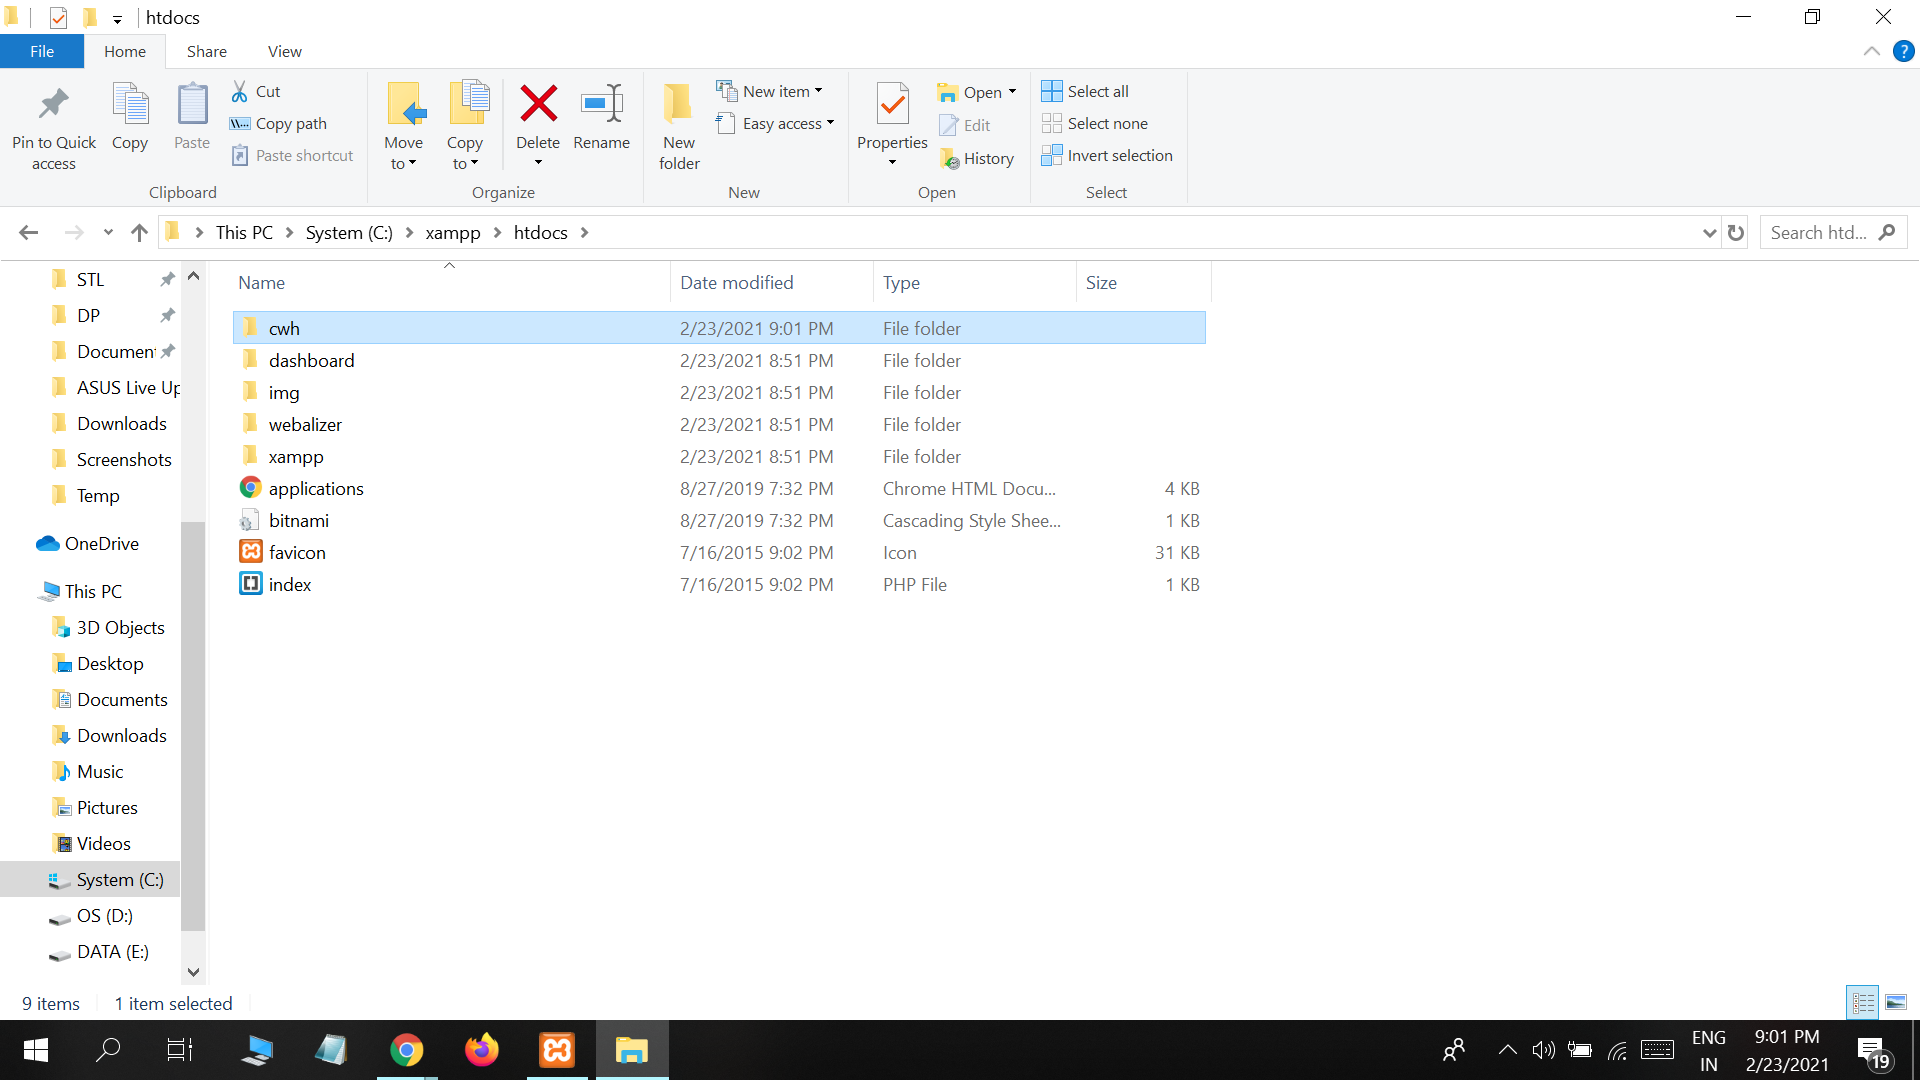 htdocs
File Home Share View
Pin to Quick access
Copy
Paste
Cut
Copy path
Paste shortcut
Clipboard
Move to
Copy to
Delete
Rename
Organize
New folder
New item
Easy access
New
Properties
Open
Edit
History
Open
Select all
Select none
Invert selection
Select
This PC System (C:) xampp htdocs
Search htd...
STL
DP
Documen
ASUS Live Up
Downloads
Screenshots
Temp
OneDrive
This PC
3D Objects
Desktop
Documents
Downloads
Music
Pictures
Videos
System (C:)
OS (D:)
DATA (E:)
Name Date modified Type Size
cwh 2/23/2021 9:01 PM File folder
dashboard 2/23/2021 8:51 PM File folder
img 2/23/2021 8:51 PM File folder
webalizer 2/23/2021 8:51 PM File folder
xampp 2/23/2021 8:51 PM File folder
applications 8/27/2019 7:32 PM Chrome HTML Docu... 4 KB
bitnami 8/27/2019 7:32 PM Cascading Style Shee... 1 KB
favicon 7/16/2015 9:02 PM Icon 31 KB
index 7/16/2015 9:02 PM PHP File 1 KB
9 items 1 item selected
ENG
IN
9:01 PM
2/23/2021
19